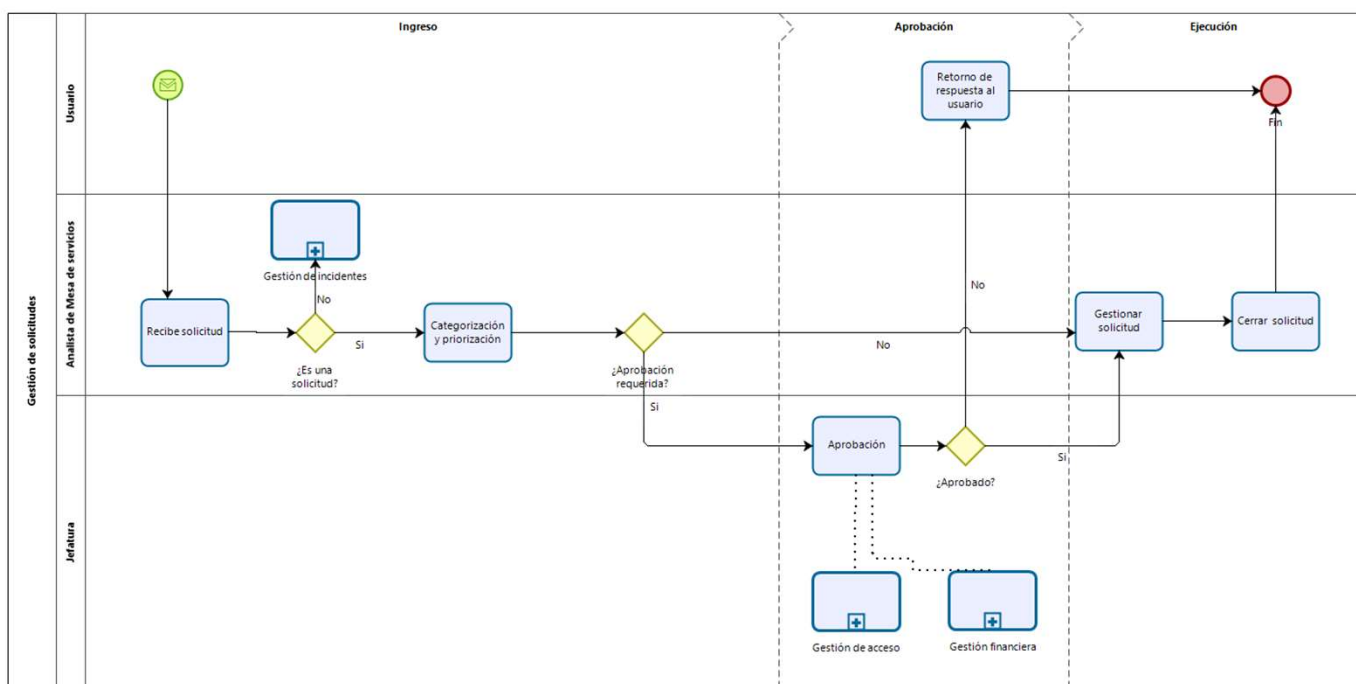 Ingreso
Aprobación
Ejecución
Gestión de solicitudes
Usuario
Retorno de
respuesta al
usuario
Fin
Analista de Mesa de servicios
Gestión de incidentes
No
Recibe solicitud
¿Es una
solicitud?
Si
Categorización
y priorización
¿Aprobación
requerida?
Si
No
No
Gestionar
solicitud
Cerrar solicitud
Jefatura
Aprobación
¿Aprobado?
Si
Gestión de acceso
Gestión financiera